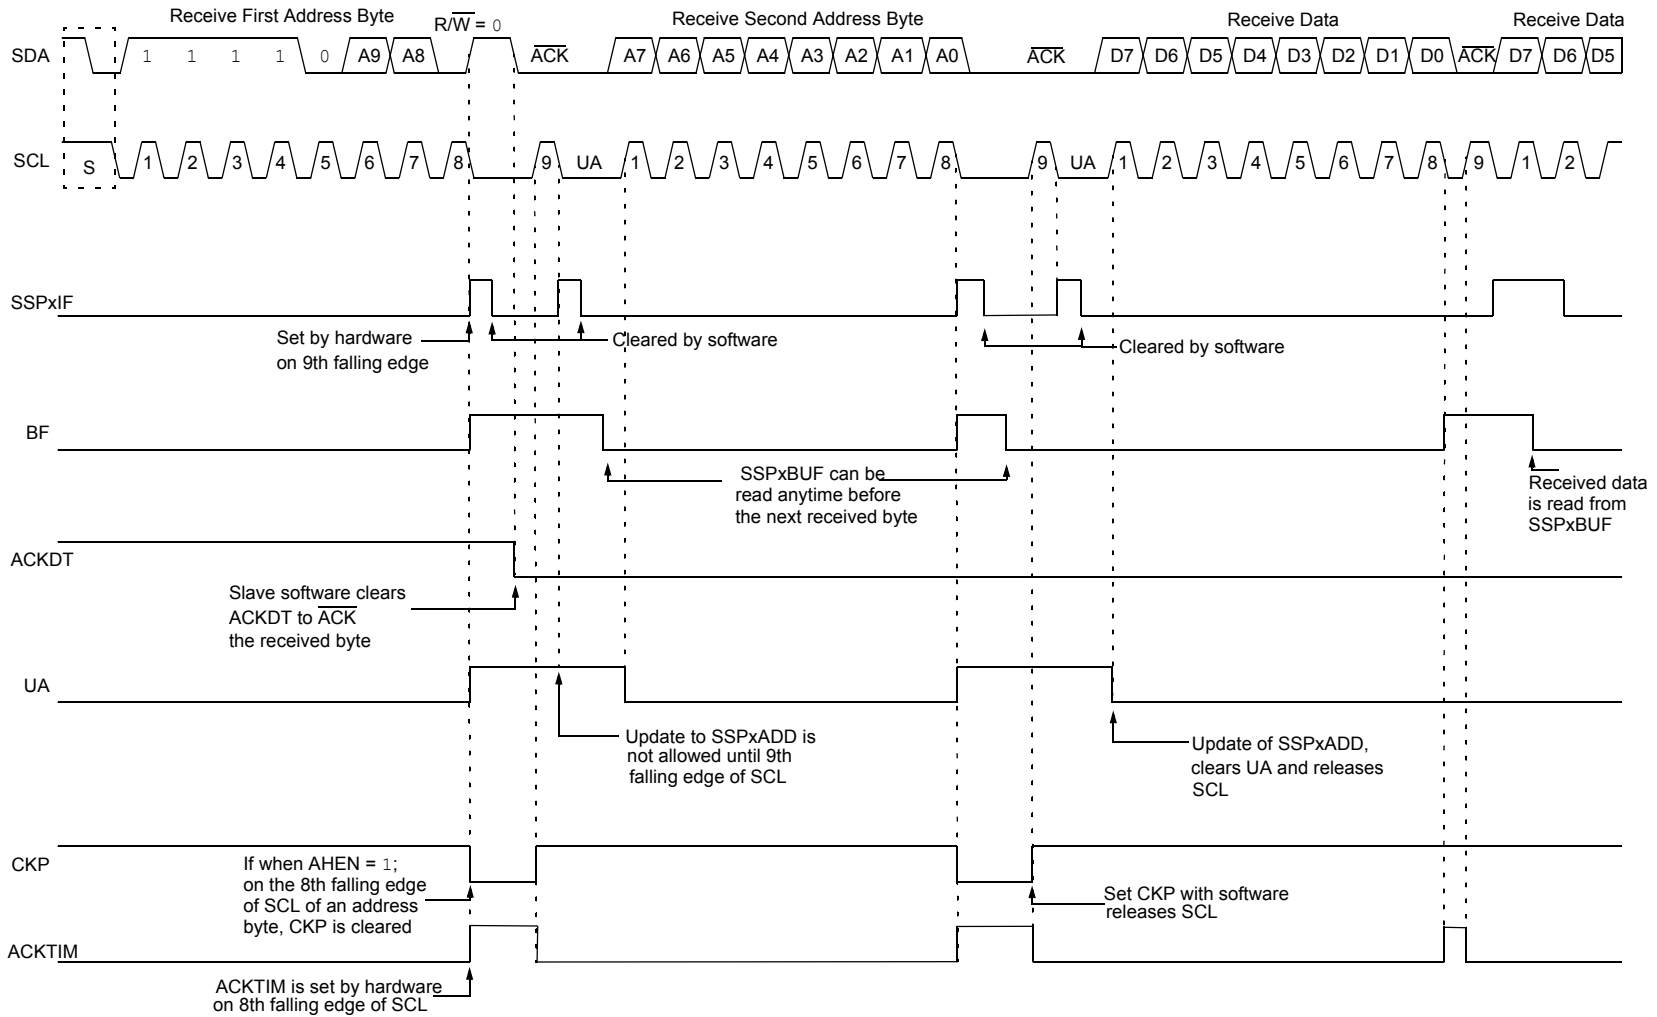 Receive First Address Byte
R/W = 0
Receive Second Address Byte
Receive Data
Receive Data
SDA
1 1 1 1 0 A9 A8
ACK
A7 A6 A5 A4 A3 A2 A1 A0
ACK
D7 D6 D5 D4 D3 D2 D1 D0
ACK
D7 D6 D5
SCL
S
1 2 3 4 5 6 7 8 9 UA 1 2 3 4 5 6 7 8 9 UA 1 2 3 4 5 6 7 8 9 1 2
SSPxIF
Set by hardware
on 9th falling edge
Cleared by software
Cleared by software
BF
SSPxBUF can be
read anytime before
the next received byte
Received data
is read from
SSPxBUF
ACKDT
Slave software clears
ACKDT to ACK
the received byte
UA
Update to SSPxADD is
not allowed until 9th
falling edge of SCL
Update of SSPxADD,
clears UA and releases
SCL
CKP
If when AHEN = 1;
on the 8th falling edge
of SCL of an address
byte, CKP is cleared
Set CKP with software
releases SCL
ACKTIM
ACKTIM is set by hardware
on 8th falling edge of SCL